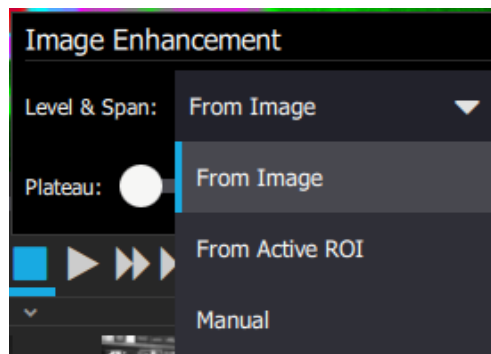 Image Enhancement
Level & Span: From Image
From Image
Plateau:
From Active ROI
Manual